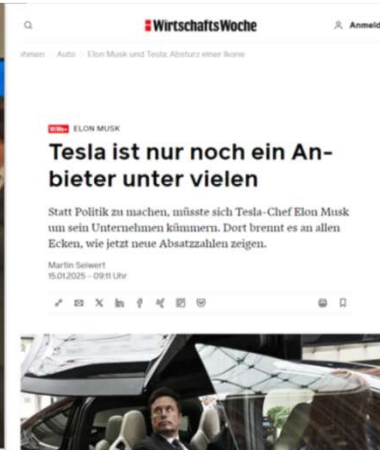 WirtschaftsWoche
Anmeld
hmen
Auto
Elon Musk und Tesla: Absturz einer Ikone
WiWo+ ELON MUSK
Tesla ist nur noch ein An-
bieter unter vielen
Statt Politik zu machen, müsste sich Tesla-Chef Elon Musk
um sein Unternehmen kümmern. Dort brennt es an allen
Ecken, wie jetzt neue Absatzzahlen zeigen.
Martin Seiwert
15.01.2025 - 09:11 Uhr